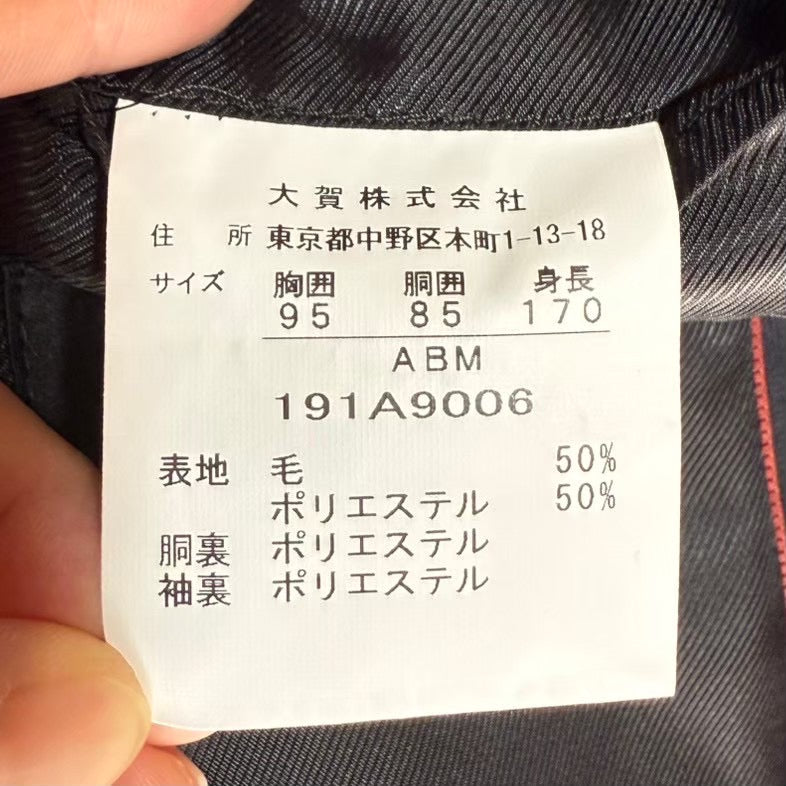 大賀株式会社
住 所 東京都中野区本町1-13-18
サイズ 胸囲 胴囲 身長
95 85 170
ABM
191A9006
表地 毛 50%
ポリエステル 50%
胴裏 ポリエステル
袖裏 ポリエステル